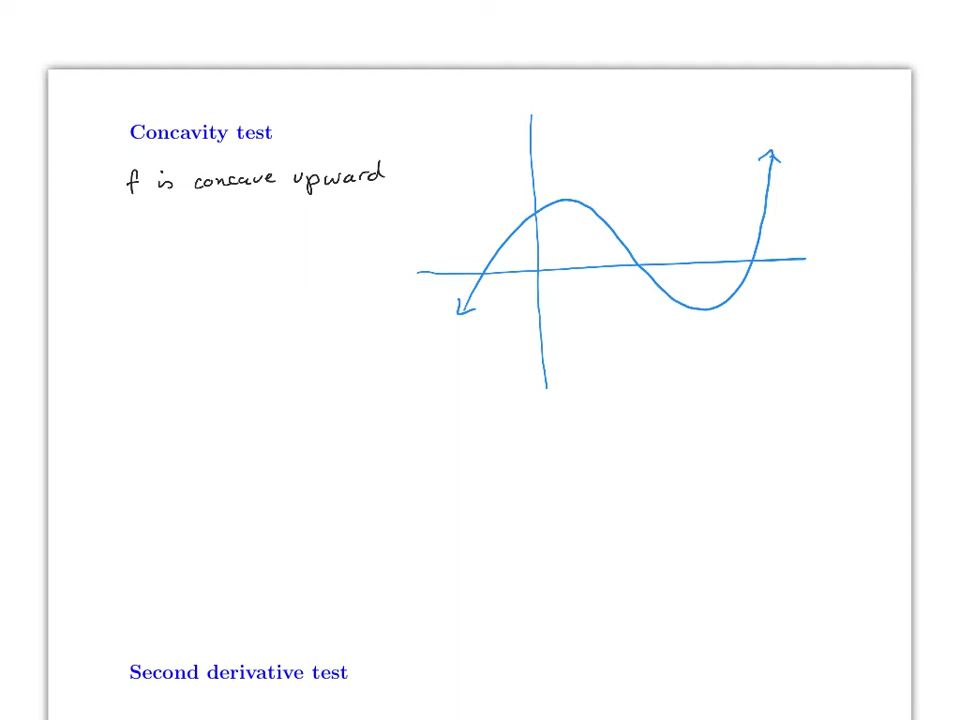 Concavity test
f is concave upward
Second derivative test